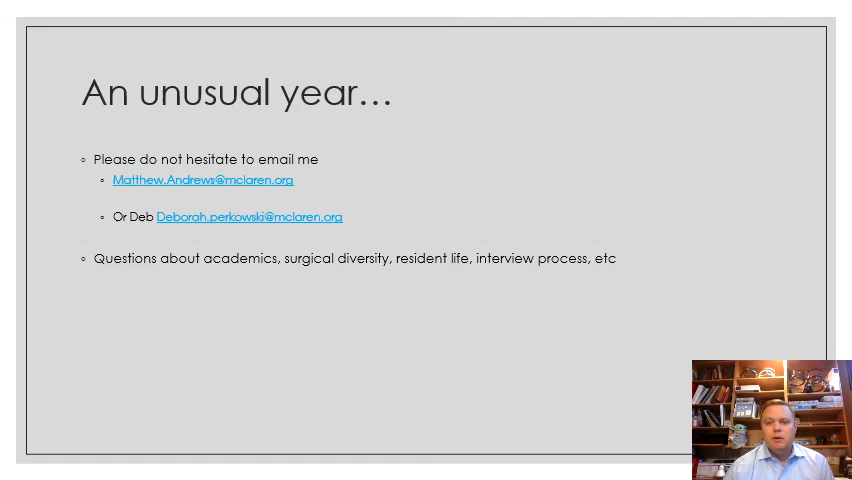 An unusual year…
Please do not hesitate to email me
Matthew.Andrews@mclaren.org
Or Deb Deborah.perkowski@mclaren.org
Questions about academics, surgical diversity, resident life, interview process, etc